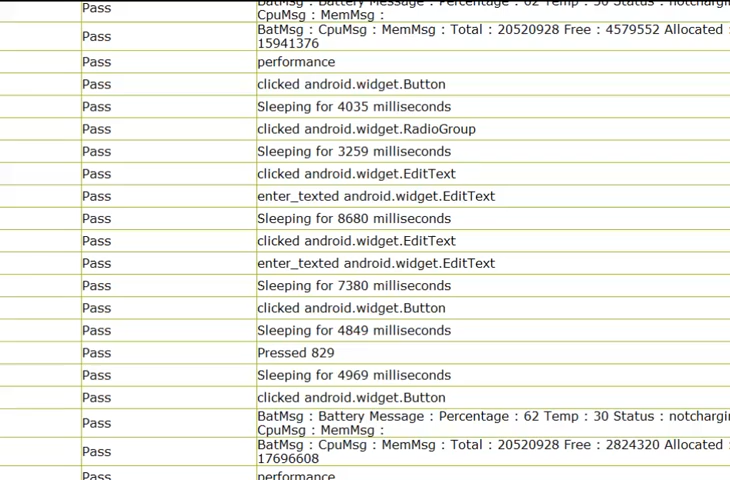 Pass BatMsg : Battery Message : Percentage : 62 Temp : 30 Status : notchargin
CpuMsg : MemMsg :
Pass BatMsg : CpuMsg : MemMsg : Total : 20520928 Free : 4579552 Allocated :
15941376
Pass performance
Pass clicked android.widget.Button
Pass Sleeping for 4035 milliseconds
Pass clicked android.widget.RadioGroup
Pass Sleeping for 3259 milliseconds
Pass clicked android.widget.EditText
Pass enter_texted android.widget.EditText
Pass Sleeping for 8680 milliseconds
Pass clicked android.widget.EditText
Pass enter_texted android.widget.EditText
Pass Sleeping for 7380 milliseconds
Pass clicked android.widget.Button
Pass Sleeping for 4849 milliseconds
Pass Pressed 829
Pass Sleeping for 4969 milliseconds
Pass clicked android.widget.Button
Pass BatMsg : Battery Message : Percentage : 62 Temp : 30 Status : notchargin
CpuMsg : MemMsg :
Pass BatMsg : CpuMsg : MemMsg : Total : 20520928 Free : 2824320 Allocated :
17696608
Pass performance